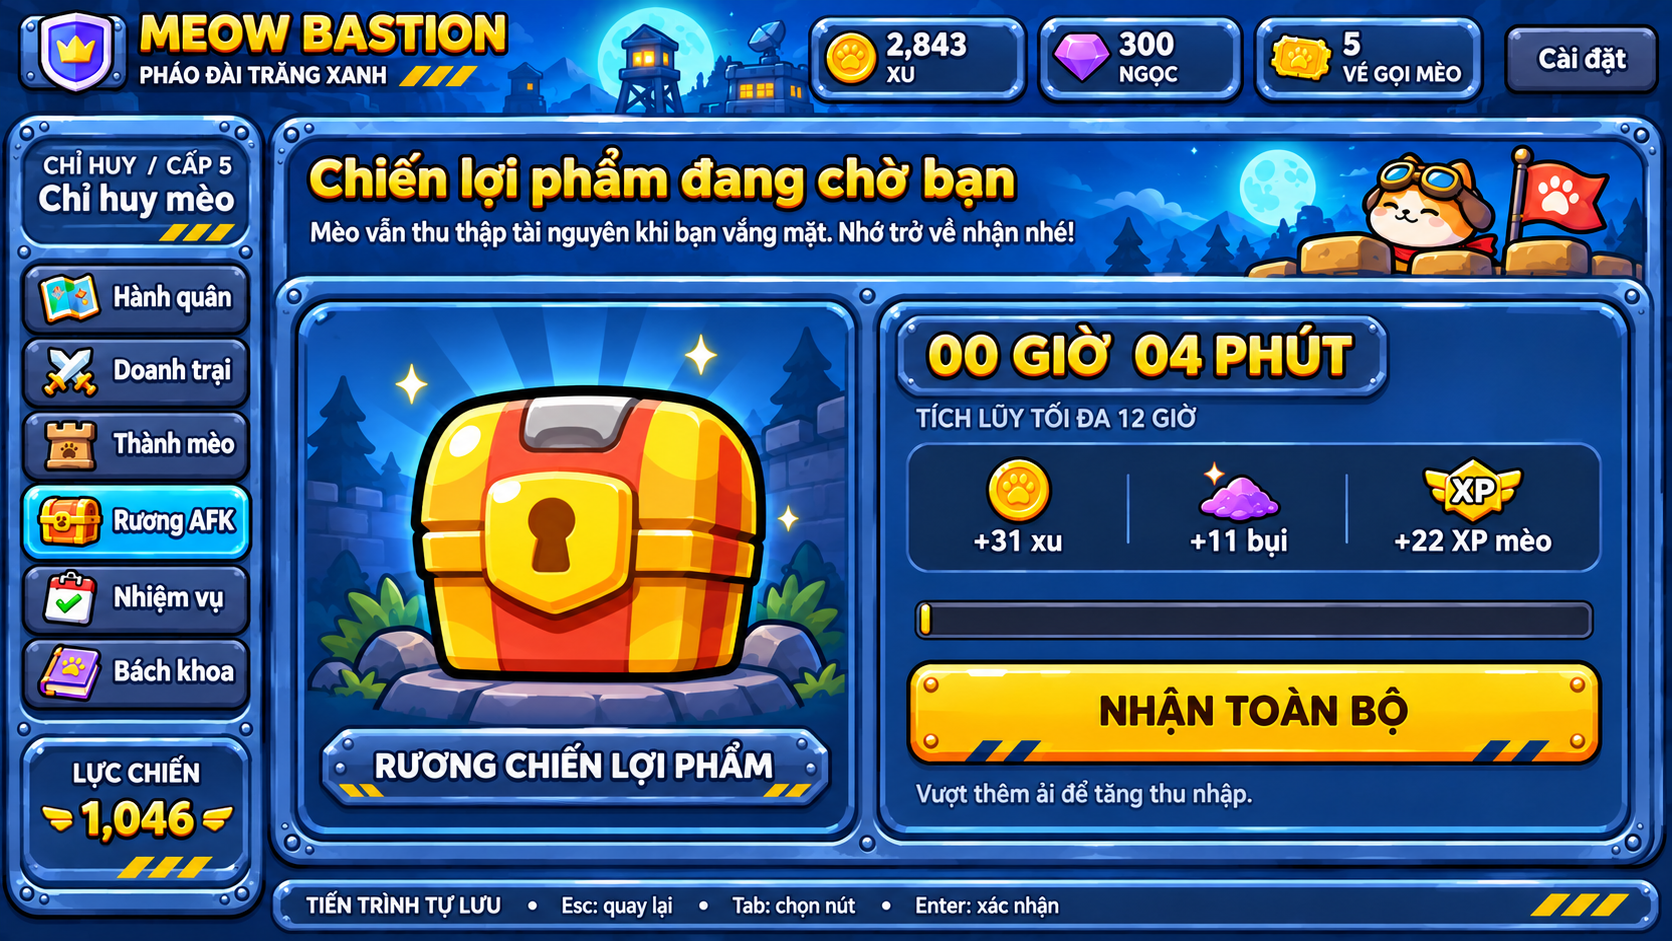 MEOW BASTION
PHÁO ĐÀI TRĂNG XANH
2,843
XU
300
NGỌC
5
VÉ GỌI MÈO
Cài đặt
CHỈ HUY / CẤP 5
Chỉ huy mèo
Hành quân
Doanh trại
Thành mèo
Rương AFK
Nhiệm vụ
Bách khoa
LỰC CHIẾN
1,046
Chiến lợi phẩm đang chờ bạn
Mèo vẫn thu thập tài nguyên khi bạn vắng mặt. Nhớ trở về nhận nhé!
RƯƠNG CHIẾN LỢI PHẨM
00 GIỜ 04 PHÚT
TÍCH LŨY TỐI ĐA 12 GIỜ
XP
+31 xu
+11 bụi
+22 XP mèo
NHẬN TOÀN BỘ
Vượt thêm ải để tăng thu nhập.
TIẾN TRÌNH TỰ LƯU • Esc: quay lại • Tab: chọn nút • Enter: xác nhận